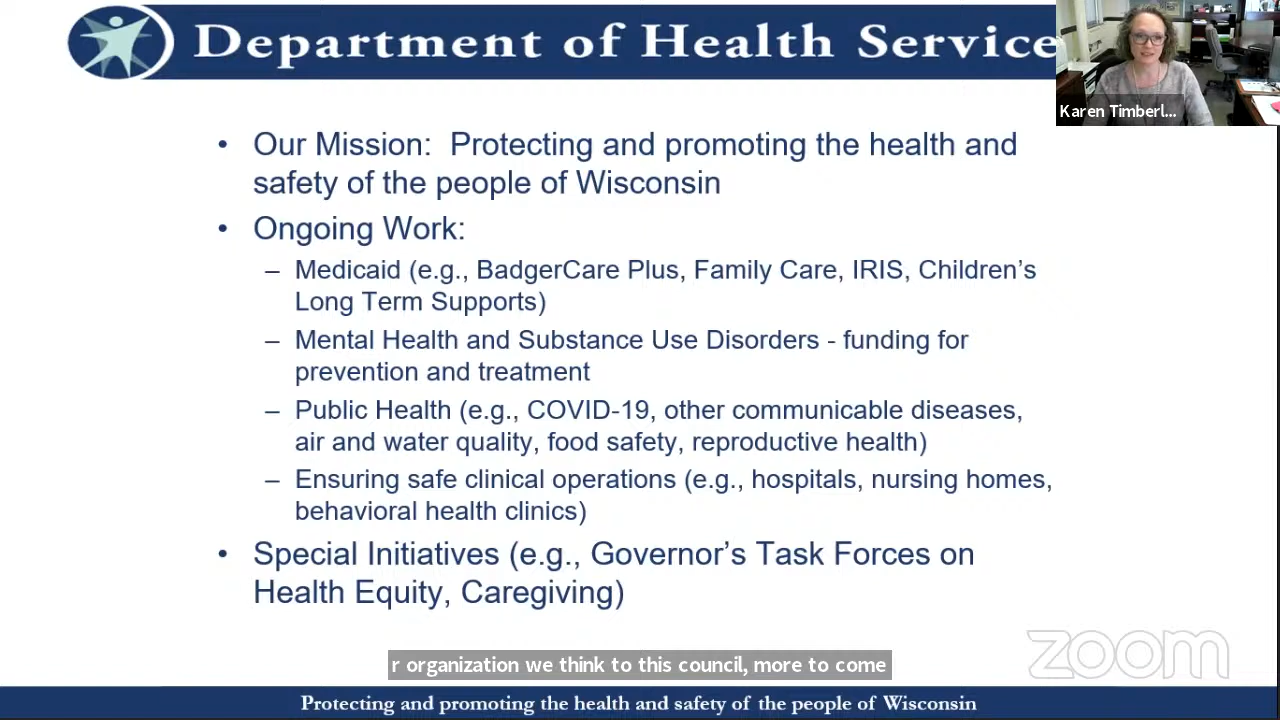 Department of Health Service
Karen Timberl...
• Our Mission: Protecting and promoting the health and
safety of the people of Wisconsin
• Ongoing Work:
– Medicaid (e.g., BadgerCare Plus, Family Care, IRIS, Children’s
Long Term Supports)
– Mental Health and Substance Use Disorders - funding for
prevention and treatment
– Public Health (e.g., COVID-19, other communicable diseases,
air and water quality, food safety, reproductive health)
– Ensuring safe clinical operations (e.g., hospitals, nursing homes,
behavioral health clinics)
• Special Initiatives (e.g., Governor’s Task Forces on
Health Equity, Caregiving)
r organization we think to this council, more to come
zoom
Protecting and promoting the health and safety of the people of Wisconsin